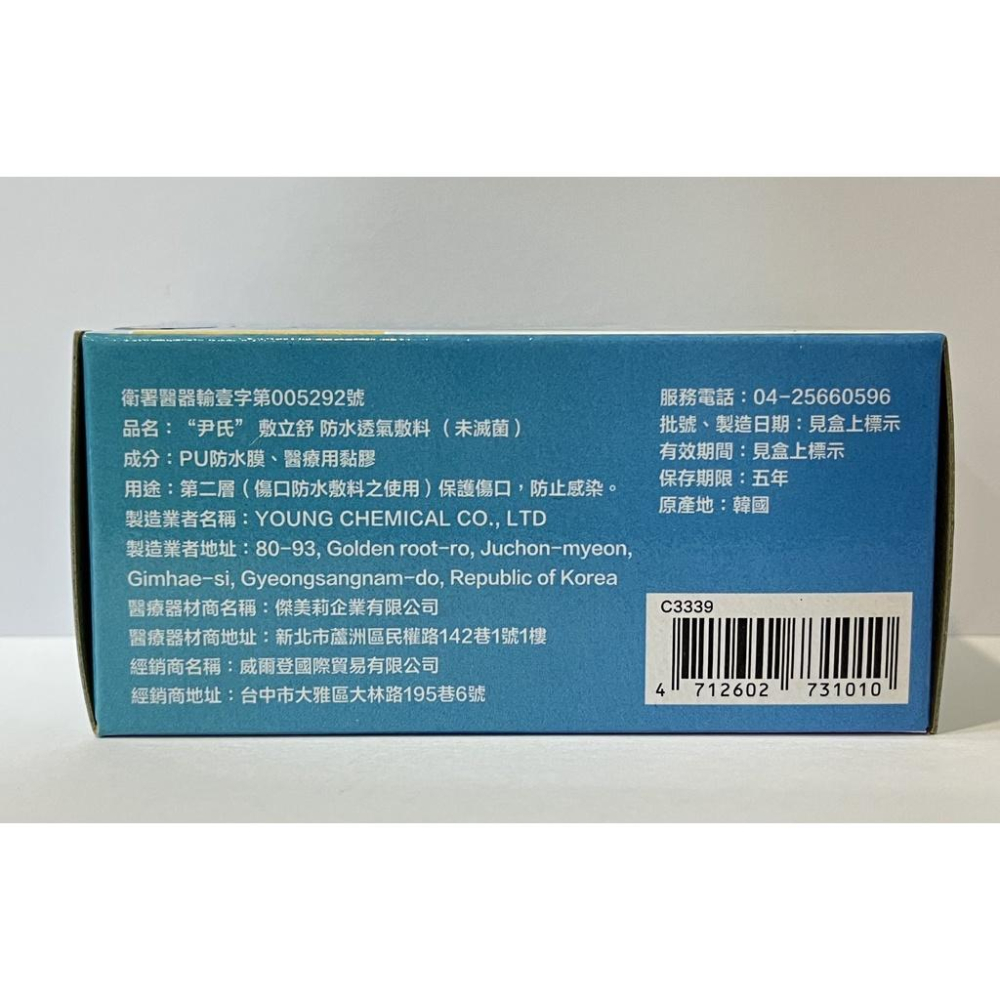 衛署醫器輸壹字第005292號
品名：“尹氏”敷立舒 防水透氣敷料（未滅菌）
成分：PU防水膜、醫療用黏膠
用途：第二層（傷口防水敷料之使用）保護傷口，防止感染。
製造業者名稱：YOUNG CHEMICAL CO., LTD
製造業者地址：80-93, Golden root-ro, Juchon-myeon,
Gimhae-si, Gyeongsangnam-do, Republic of Korea
醫療器材商名稱：傑美莉企業有限公司
醫療器材商地址：新北市蘆洲區民權路142巷1號1樓
經銷商名稱：威爾登國際貿易有限公司
經銷商地址：台中市大雅區大林路195巷6號
服務電話：04-25660596
批號、製造日期：見盒上標示
有效期間：見盒上標示
保存期限：五年
原產地：韓國
C3339
4 712602 731010